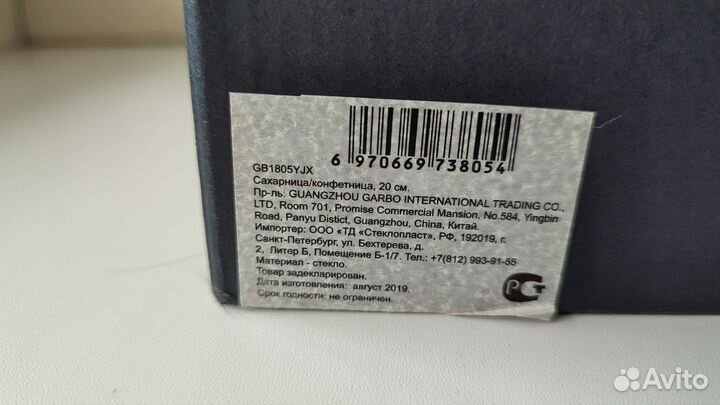 6 970669 738054
GB1805YJX
Сахарница/конфетница, 20 см.
Пр-ль: GUANGZHOU GARBO INTERNATIONAL TRADING CO.,
LTD, Room 701, Promise Commercial Mansion, No.584, Yingbin
Road, Panyu Distict, Guangzhou, China, Китай.
Импортер: ООО «ТД «Стеклопласт», РФ, 192019, г.
Санкт-Петербург, ул. Бехтерева, д.
2, Литер Б, Помещение Б-1/7. Тел.: +7(812) 993-91-55
Материал - стекло.
Товар задекларирован.
Дата изготовления: август 2019.
Срок годности: не ограничен.
РСТ
Avito